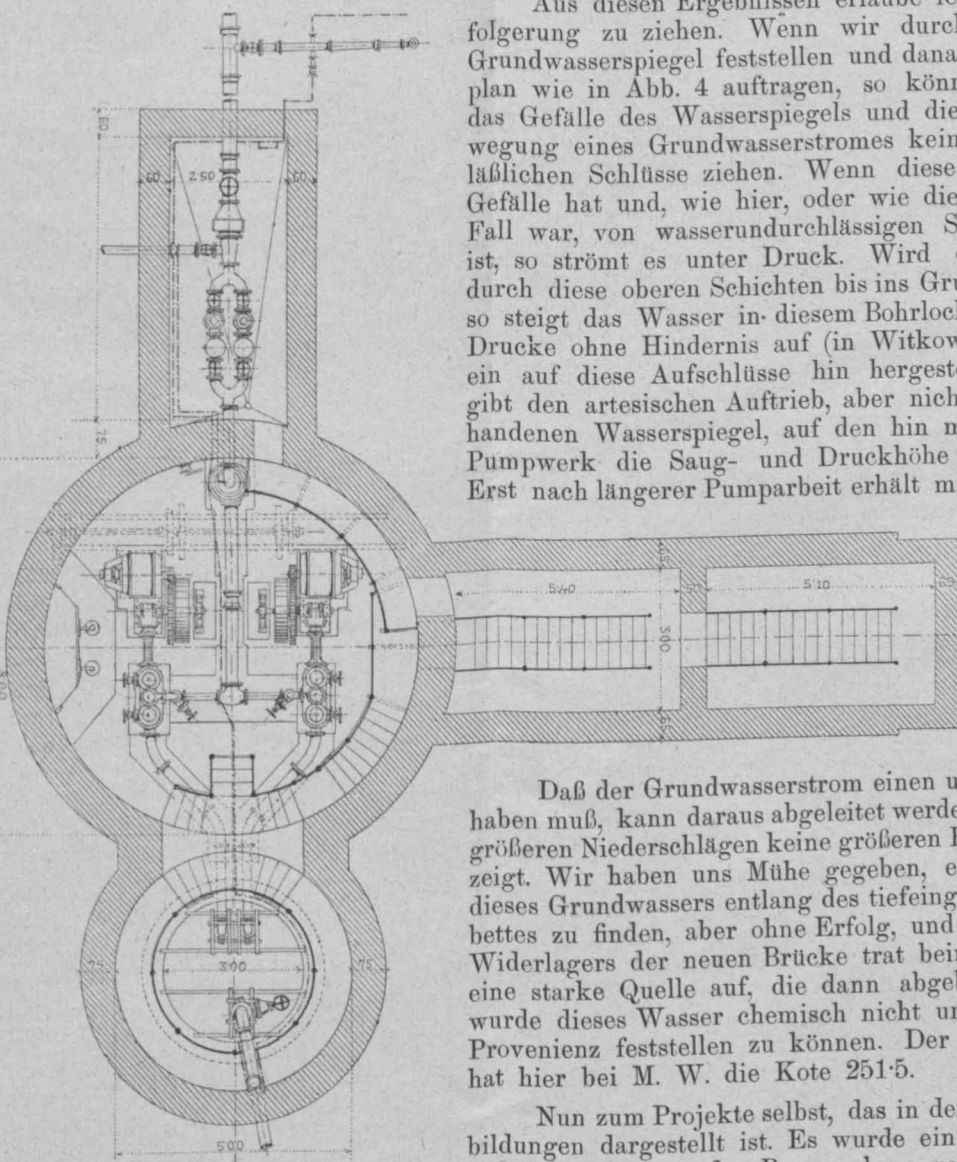 Aus diesen Ergebnissen erlaube
folgerung zu ziehen. Wenn wir durch
Grundwasserspiegel feststellen und dana
plan wie in Abb. 4 auftragen, so könn
das Gefälle des Wasserspiegels und die
wegung eines Grundwasserstromes kein
läßlichen Schlüsse ziehen. Wenn diese
Gefälle hat und, wie hier, oder wie die
Fall war, von wasserundurchlässigen S
ist, so strömt es unter Druck. Wird
durch diese oberen Schichten bis ins Gru
so steigt das Wasser in diesem Bohrloch
Drucke ohne Hindernis auf (in Witkow
ein auf diese Aufschlüsse hin hergeste
gibt den artesischen Auftrieb, aber nich
handenen Wasserspiegel, auf den hin m
Pumpwerk die Saug- und Druckhöhe
Erst nach längerer Pumparbeit erhält m
60
60 250 60
75
65
540 50 510
300
65
510
Daß der Grundwasserstrom einen u
haben muß, kann daraus abgeleitet werde
größeren Niederschlägen keine größeren
zeigt. Wir haben uns Mühe gegeben, e
dieses Grundwassers entlang des tiefeing
bettes zu finden, aber ohne Erfolg, und
Widerlagers der neuen Brücke trat bei
eine starke Quelle auf, die dann abgel
wurde dieses Wasser chemisch nicht un
Provenienz feststellen zu können. Der
hat hier bei M. W. die Kote 251·5.
75 300 75
500
Nun zum Projekte selbst, das in de
bildungen dargestellt ist. Es wurde ein